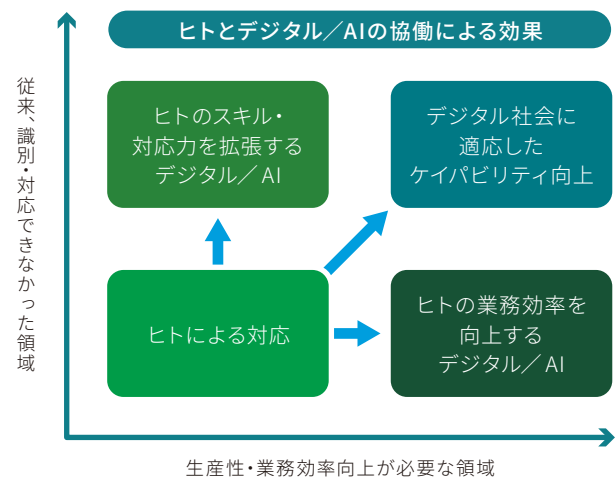 ヒトとデジタル／AIの協働による効果
従来、識別・対応できなかった領域
ヒトのスキル・
対応力を拡張する
デジタル／AI
デジタル社会に
適応した
ケイパビリティ向上
ヒトによる対応
ヒトの業務効率を
向上する
デジタル／AI
生産性・業務効率向上が必要な領域